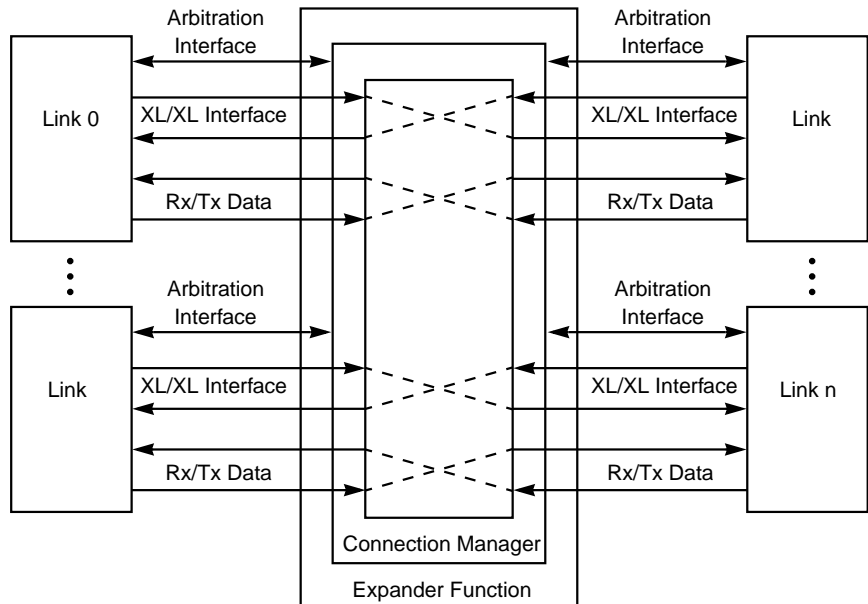 Arbitration
Interface
Arbitration
Interface
Link 0
XL/XL Interface
XL/XL Interface
Link
Rx/Tx Data
Rx/Tx Data
Arbitration
Interface
Arbitration
Interface
Link
XL/XL Interface
XL/XL Interface
Link n
Rx/Tx Data
Rx/Tx Data
Connection Manager
Expander Function